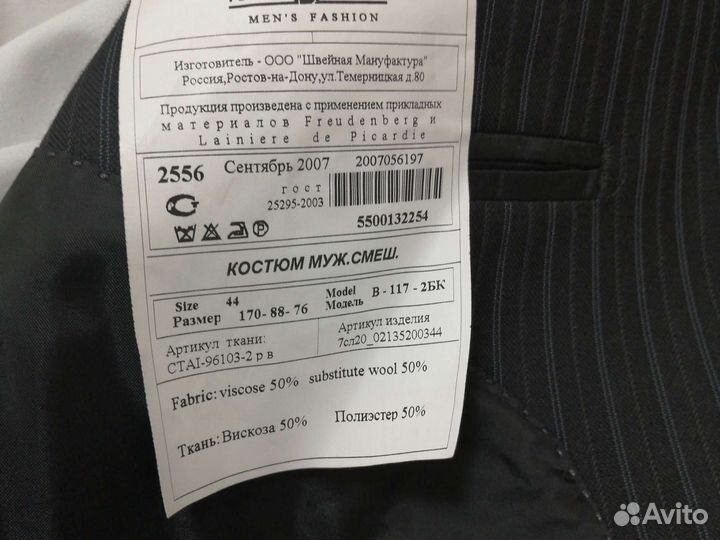 MEN'S FASHION
Изготовитель - ООО "Швейная Мануфактура"
Россия,Ростов-на-Дону,ул.Темерницкая д.80
Продукция произведена с применением прикладных
материалов Freudenberg и
Lainiere de Picardie
2556 Сентябрь 2007 2007056197
гост
25295-2003
5500132254
КОСТЮМ МУЖ.СМЕШ.
Size 44 Model В - 117 - 2БК
Размер 170- 88- 76 Модель
Артикул ткани: Артикул изделия
CTAI-96103-2 р в 7сл20_02135200344
Fabric: viscose 50% substitute wool 50%
Ткань: Вискоза 50% Полиэстер 50%
Avito